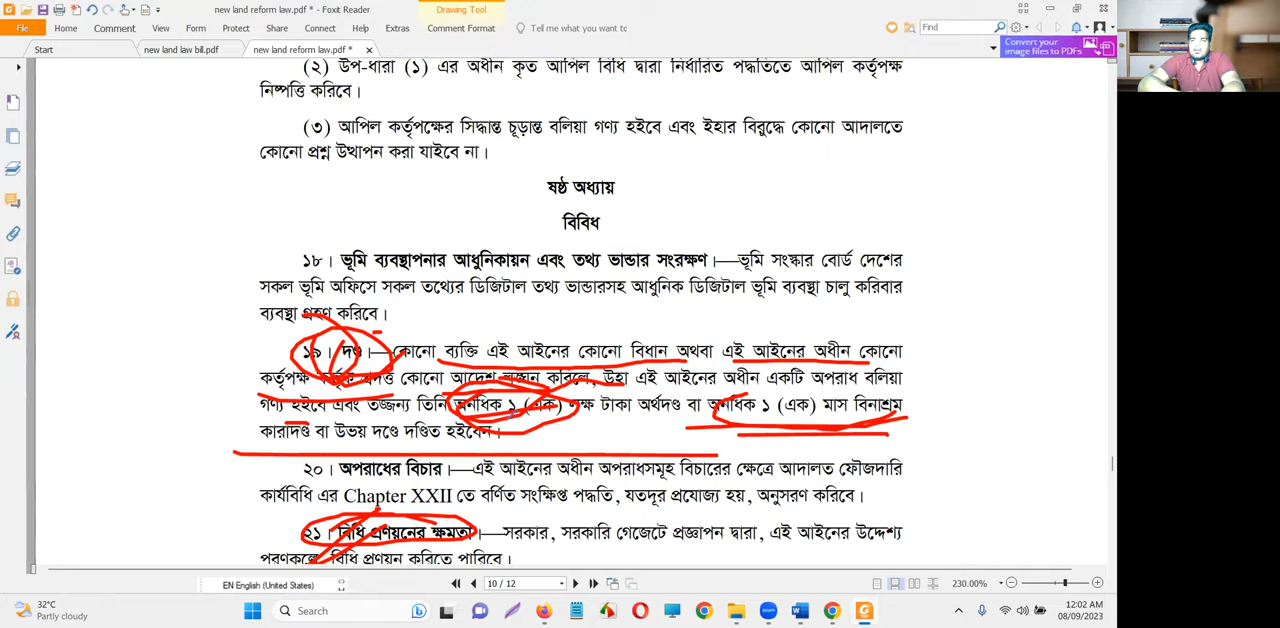 new land reform law.pdf * - Foxit Reader
Drawing Tool
File
Home
Comment
View
Form
Protect
Share
Connect
Help
Extras
Comment Format
Tell me what you want to
Find
Start
new land law bill.pdf
new land reform law.pdf *
Convert your
image files to PDFs
(২) উপ-ধারা (১) এর অধীন কৃত আপিল বিধি দ্বারা নির্ধারিত পদ্ধতিতে আপিল কর্তৃপক্ষ
নিষ্পত্তি করিবে।
(৩) আপিল কর্তৃপক্ষের সিদ্ধান্ত চূড়ান্ত বলিয়া গণ্য হইবে এবং ইহার বিরুদ্ধে কোনো আদালতে
কোনো প্রশ্ন উত্থাপন করা যাইবে না।
ষষ্ঠ অধ্যায়
বিবিধ
১৮। ভূমি ব্যবস্থাপনার আধুনিকায়ন এবং তথ্য ভান্ডার সংরক্ষণ।—ভূমি সংস্কার বোর্ড দেশের
সকল ভূমি অফিসে সকল তথ্যের ডিজিটাল তথ্য ভান্ডারসহ আধুনিক ডিজিটাল ভূমি ব্যবস্থা চালু করিবার
ব্যবস্থা গ্রহণ করিবে।
১৯। দণ্ড।—কোনো ব্যক্তি এই আইনের কোনো বিধান অথবা এই আইনের অধীন কোনো
কর্তৃপক্ষ কর্তৃক প্রদত্ত কোনো আদেশ লঙ্ঘন করিলে, উহা এই আইনের অধীন একটি অপরাধ বলিয়া
গণ্য হইবে এবং তজ্জন্য তিনি অনধিক ১ (এক) লক্ষ টাকা অর্থদণ্ড বা অনধিক ১ (এক) মাস বিনাশ্রম
কারাদণ্ড বা উভয় দণ্ডে দণ্ডিত হইবেন।
২০। অপরাধের বিচার।—এই আইনের অধীন অপরাধসমূহ বিচারের ক্ষেত্রে আদালত ফৌজদারি
কার্যবিধি এর Chapter XXII তে বর্ণিত সংক্ষিপ্ত পদ্ধতি, যতদূর প্রযোজ্য হয়, অনুসরণ করিবে।
২১। বিধি প্রণয়নের ক্ষমতা।—সরকার, সরকারি গেজেটে প্রজ্ঞাপন দ্বারা, এই আইনের উদ্দেশ্য
পূরণকল্পে, বিধি প্রণয়ন করিতে পারিবে।
EN English (United States)
10 / 12
230.00%
32°C
Partly cloudy
Search
12:02 AM
08/09/2023